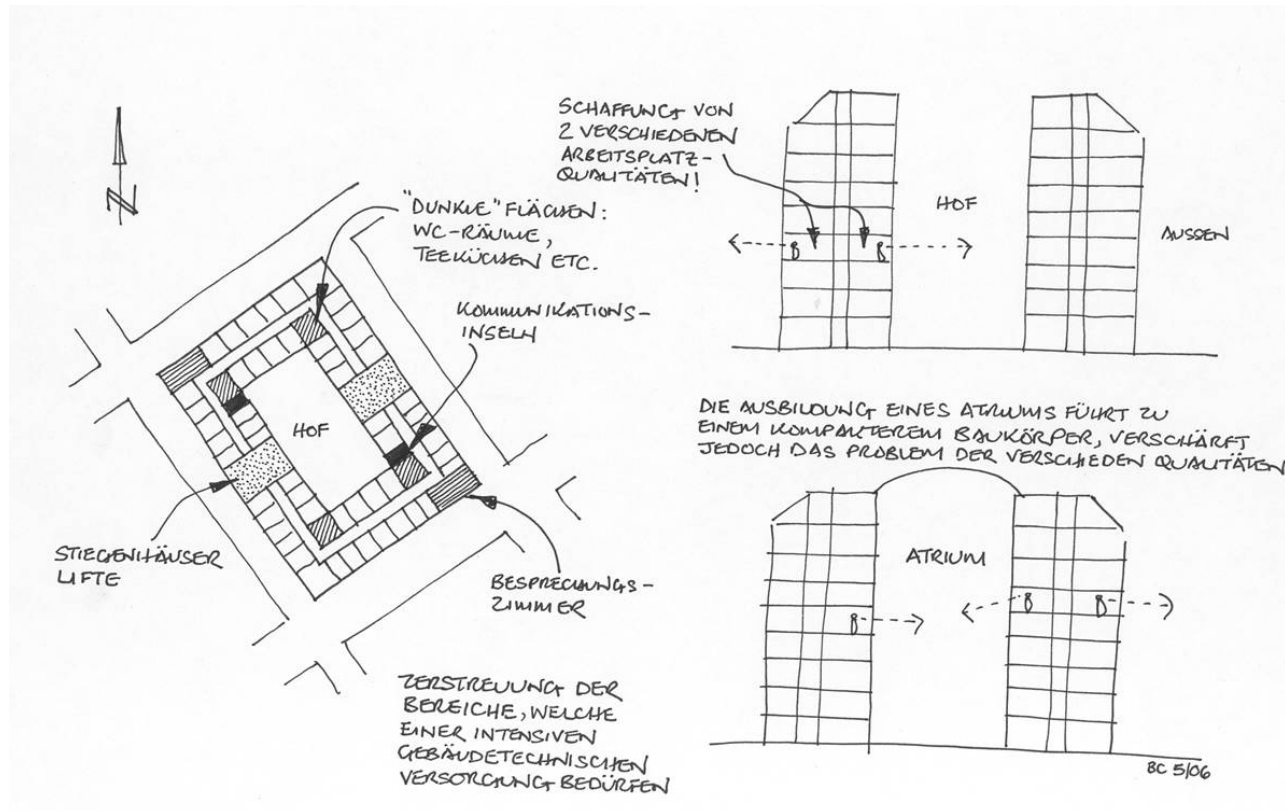 N
"DUNKLE" FLÄCHEN:
WC-RÄUME,
TEEKÜCHEN ETC.
KOMMUNIKATIONS-
INSELN
HOF
STIEGENHÄUSER
LIFTE
BESPRECHUNGS-
ZIMMER
ZERSTREUUNG DER
BEREICHE, WELCHE
EINER INTENSIVEN
GEBÄUDETECHNISCHEN
VERSORGUNG BEDÜRFEN
SCHAFFUNG VON
2 VERSCHIEDENEN
ARBEITSPLATZ-
QUALITÄTEN!
HOF
AUSSEN
DIE AUSBILDUNG EINES ATRIUMS FÜHRT ZU
EINEM KOMPAKTEREM BAUKÖRPER, VERSCHÄRFT
JEDOCH DAS PROBLEM DER VERSCHIEDEN QUALITÄTEN
ATRIUM
BC 5/06